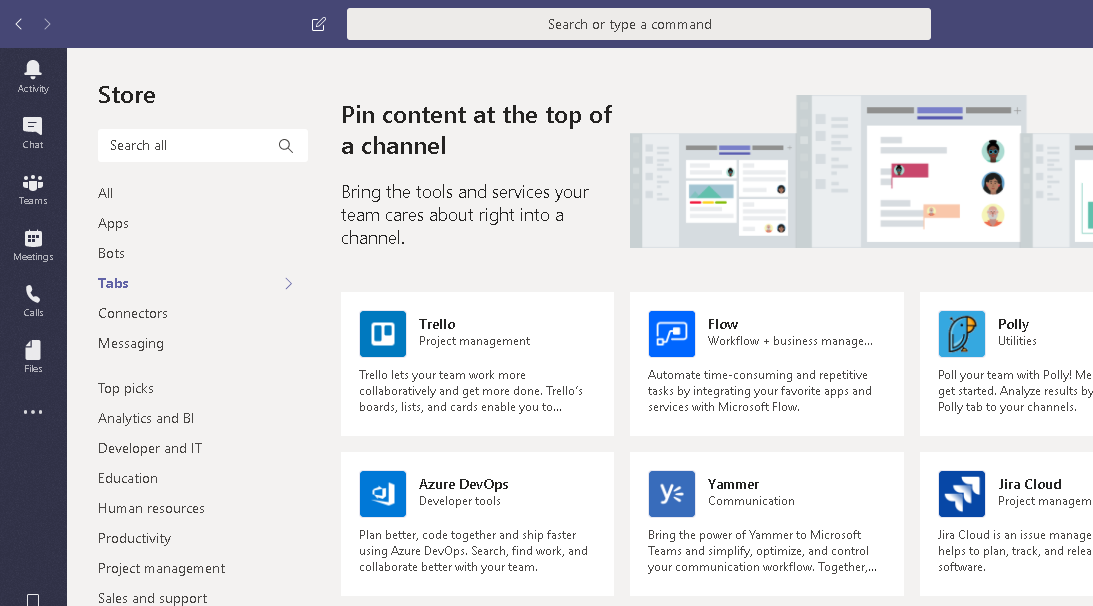 Search or type a command
Activity
Chat
Teams
Meetings
Calls
Files
Store
Search all
All
Apps
Bots
Tabs
Connectors
Messaging
Top picks
Analytics and BI
Developer and IT
Education
Human resources
Productivity
Project management
Sales and support
Pin content at the top of
a channel
Bring the tools and services your
team cares about right into a
channel.
Trello
Project management
Trello lets your team work more
collaboratively and get more done. Trello's
boards, lists, and cards enable you to...
Flow
Workflow + business manage...
Automate time-consuming and repetitive
tasks by integrating your favorite apps and
services with Microsoft Flow.
Polly
Utilities
Poll your team with Polly! Me
get started. Analyze results by
Polly tab to your channels.
Azure DevOps
Developer tools
Plan better, code together and ship faster
using Azure DevOps. Search, find work, and
collaborate better with your team.
Yammer
Communication
Bring the power of Yammer to Microsoft
Teams and simplify, optimize, and control
your communication workflow. Together,...
Jira Cloud
Project managem
Jira Cloud is an issue manage
helps to plan, track, and relea
software.